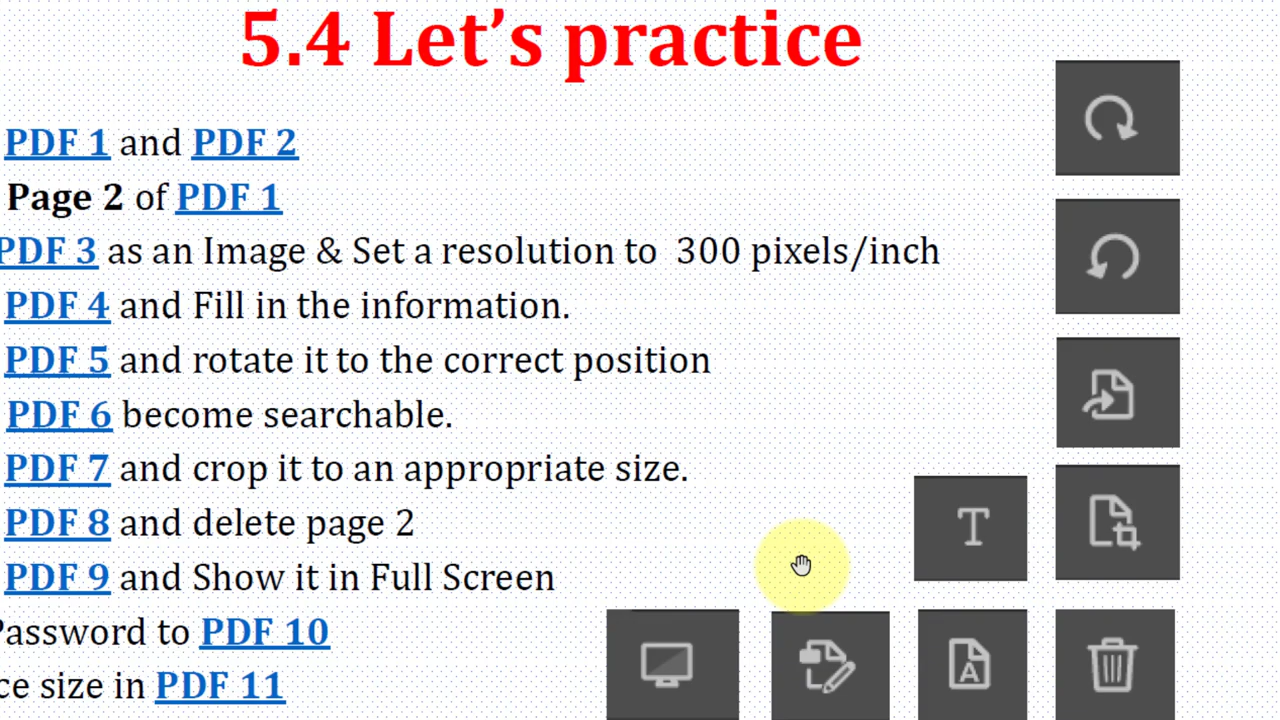 5.4 Let's practice
PDF 1 and PDF 2
Page 2 of PDF 1
PDF 3 as an Image & Set a resolution to 300 pixels/inch
PDF 4 and Fill in the information.
PDF 5 and rotate it to the correct position
PDF 6 become searchable.
PDF 7 and crop it to an appropriate size.
T
PDF 8 and delete page 2
PDF 9 and Show it in Full Screen
Password to PDF 10
A
ce size in PDF 11